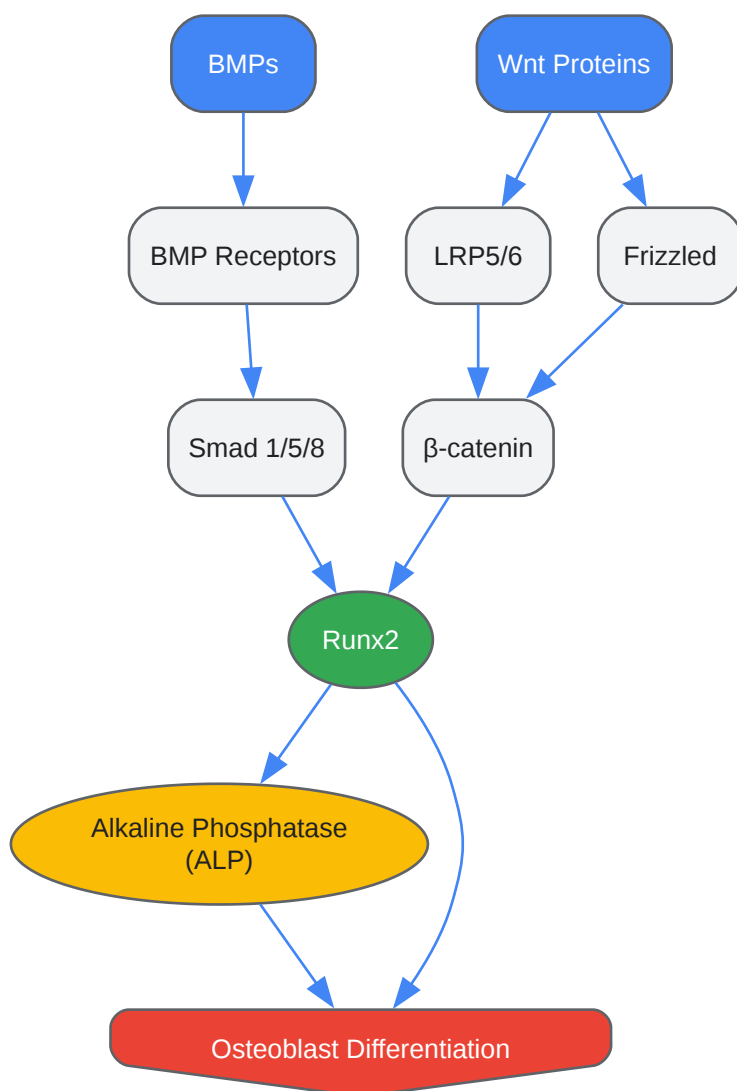 BMPs
Wnt Proteins
BMP Receptors
LRP5/6
Frizzled
Smad 1/5/8
β-catenin
Runx2
Alkaline Phosphatase
(ALP)
Osteoblast Differentiation